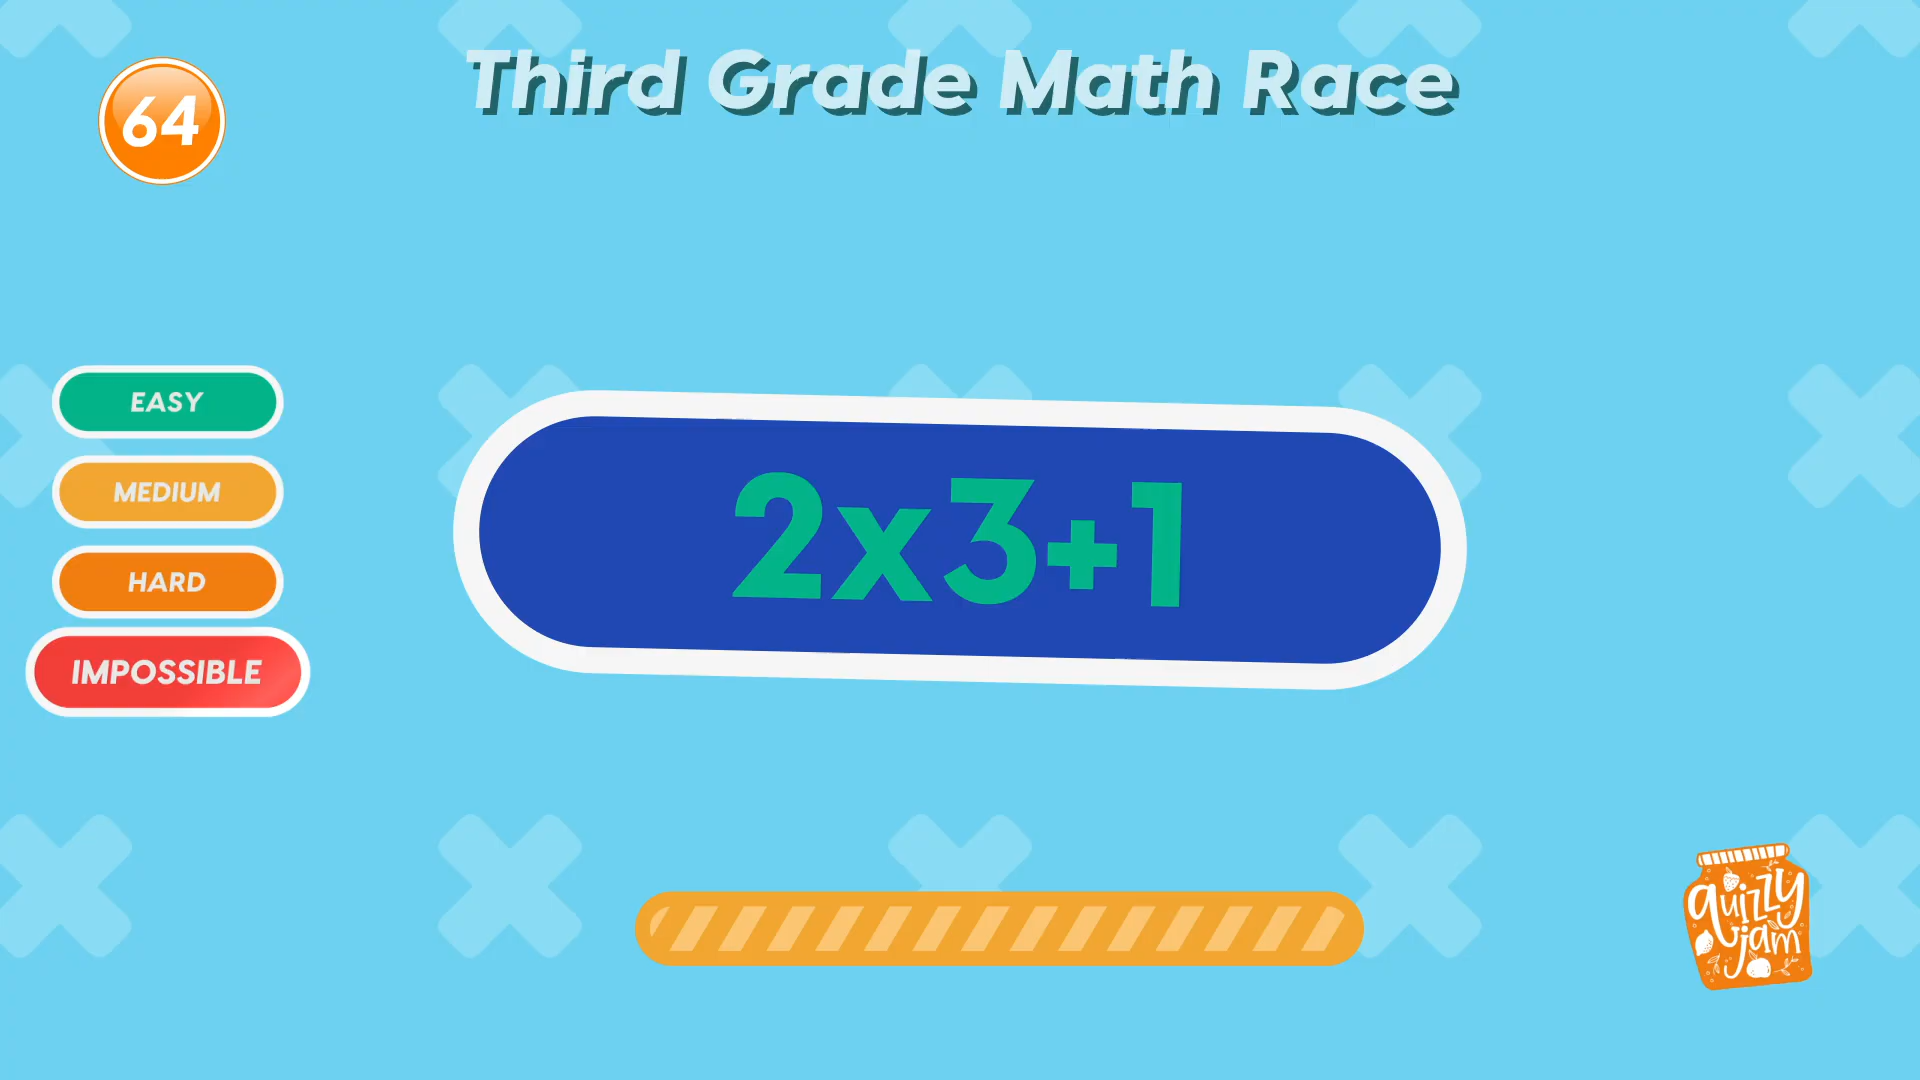 Third Grade Math Race
64
EASY
MEDIUM
HARD
IMPOSSIBLE
2x3+1
quizzy
jam